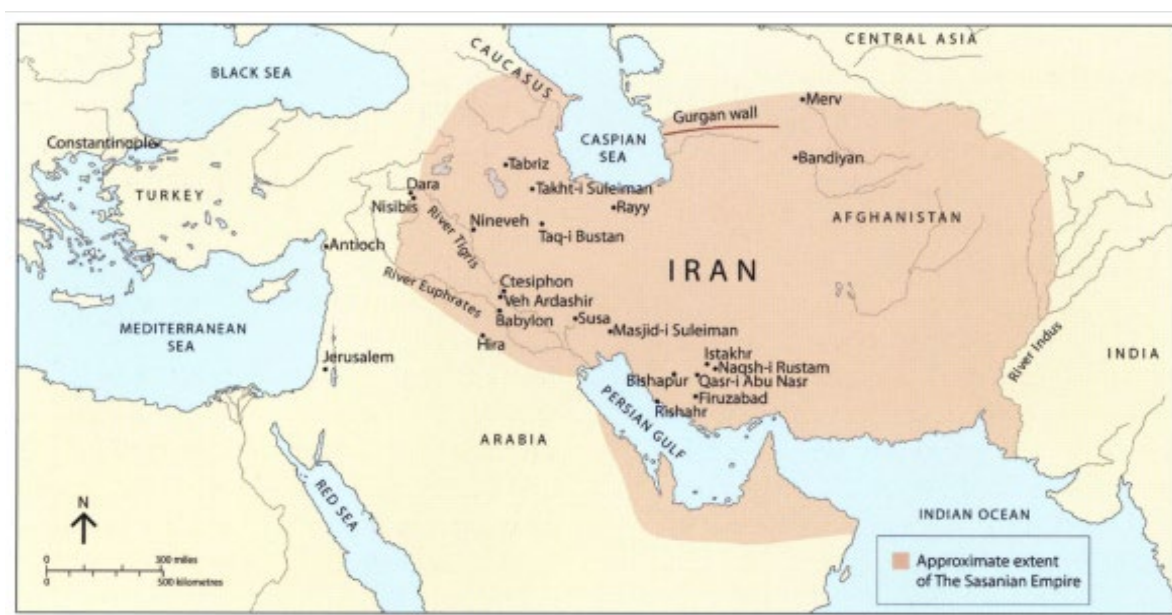 CENTRAL ASIA
CAUCASUS
BLACK SEA
Merv
Gurgan wall
CASPIAN
SEA
Constantinople
Bandiyan
Tabriz
TURKEY
Dara
Takht-i Suleiman
Nisibis
Rayy
AFGHANISTAN
Nineveh
River Tigris
Taq-i Bustan
Antioch
IRAN
River Euphrates
Ctesiphon
Veh Ardashir
Babylon
Susa
MEDITERRANEAN
SEA
Masjid-i Suleiman
Hira
River Indus
INDIA
Jerusalem
Istakhr
Naqsh-i Rustam
Bishapur
Qasr-i Abu Nasr
Firuzabad
Rishahr
PERSIAN GULF
ARABIA
RED SEA
N
INDIAN OCEAN
0
300 miles
0
500 kilometres
Approximate extent
of The Sasanian Empire